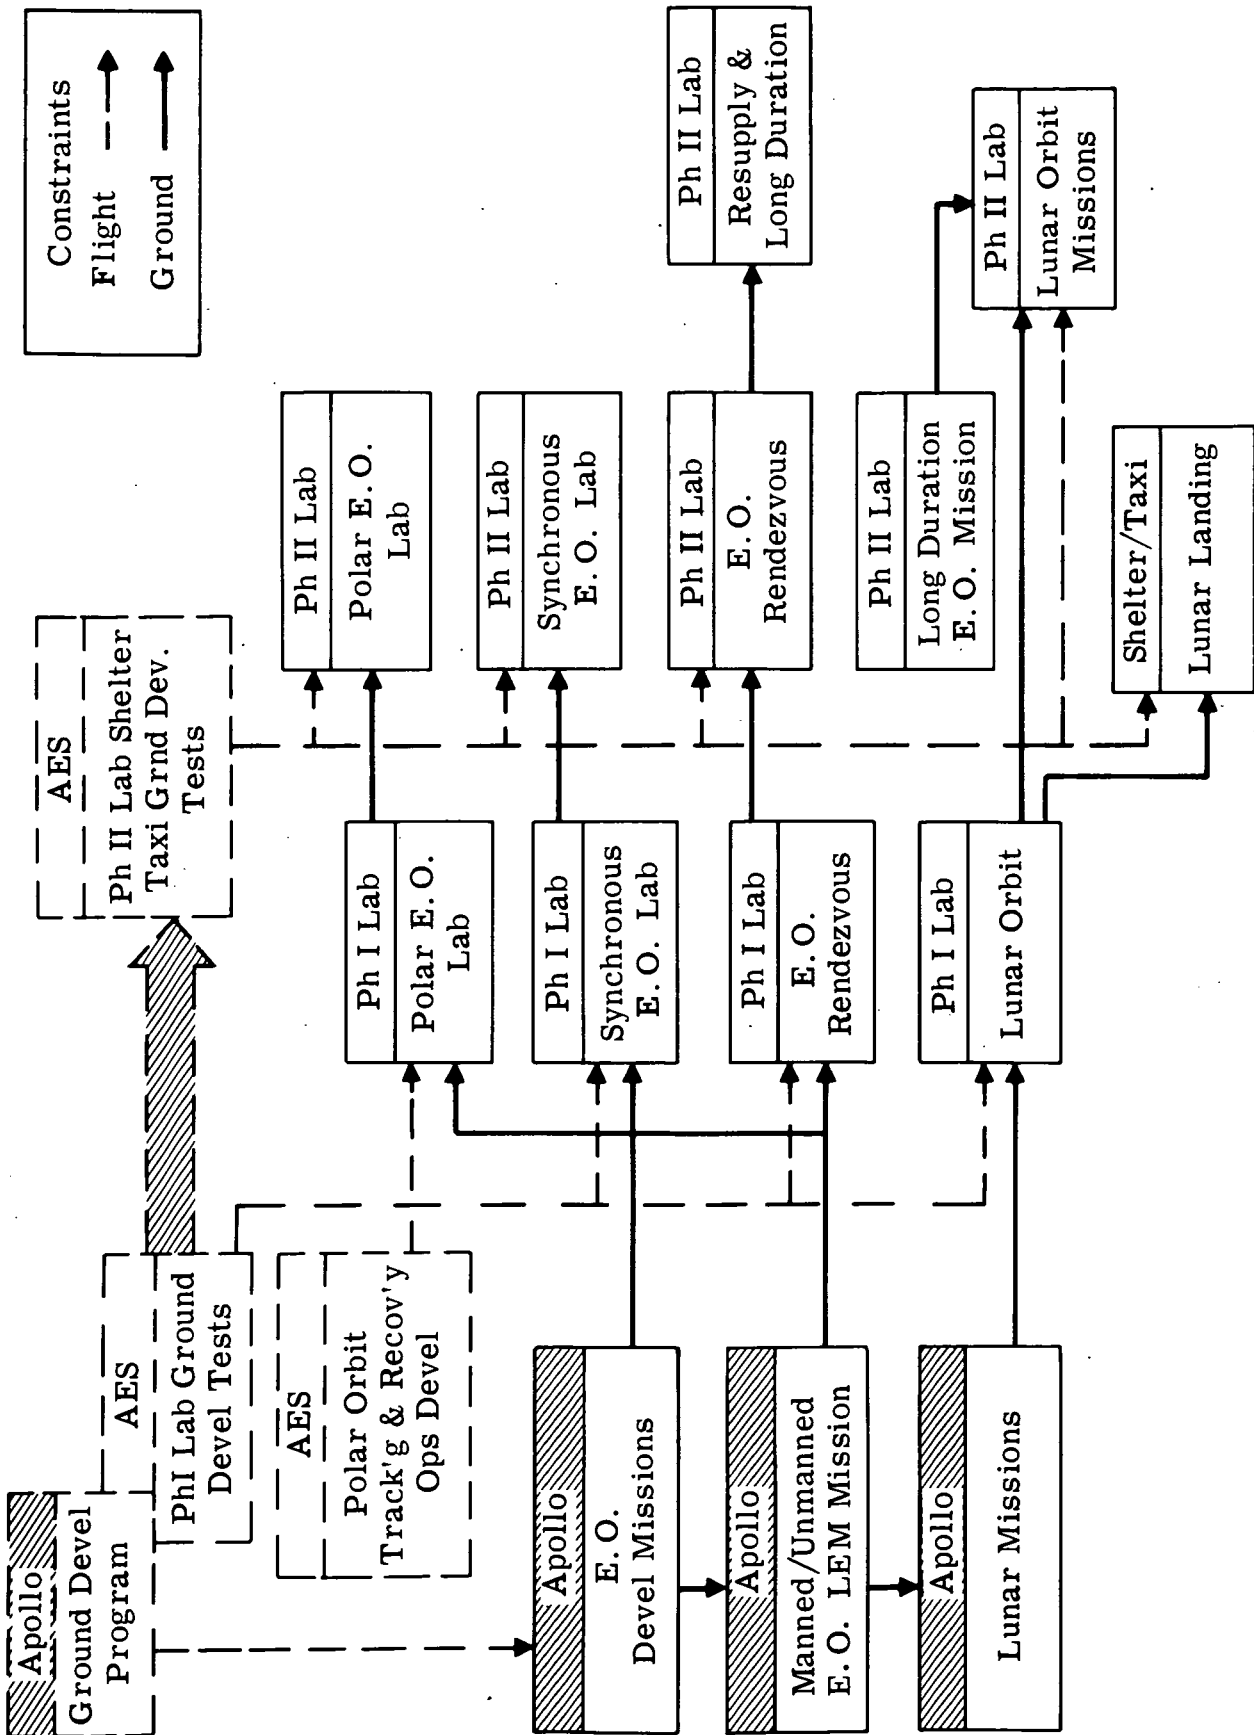 Constraints
Flight
Ground
Apollo
Ground Devel
Program
AES
PhI Lab Ground
Devel Tests
AES
Polar Orbit
Track'g & Recov'y
Ops Devel
Apollo
E. O.
Devel Missions
Apollo
Manned/Unmanned
E. O. LEM Mission
Apollo
Lunar Missions
Ph I Lab
Polar E. O.
Lab
Ph I Lab
Synchronous
E. O. Lab
Ph I Lab
E. O.
Rendezvous
Ph I Lab
Lunar Orbit
AES
Ph II Lab Shelter
Taxi Grnd Dev.
Tests
Ph II Lab
Polar E. O.
Lab
Ph II Lab
Synchronous
E. O. Lab
Ph II Lab
E. O.
Rendezvous
Ph II Lab
Long Duration
E. O. Mission
Shelter/Taxi
Lunar Landing
Ph II Lab
Resupply &
Long Duration
Ph II Lab
Lunar Orbit
Missions